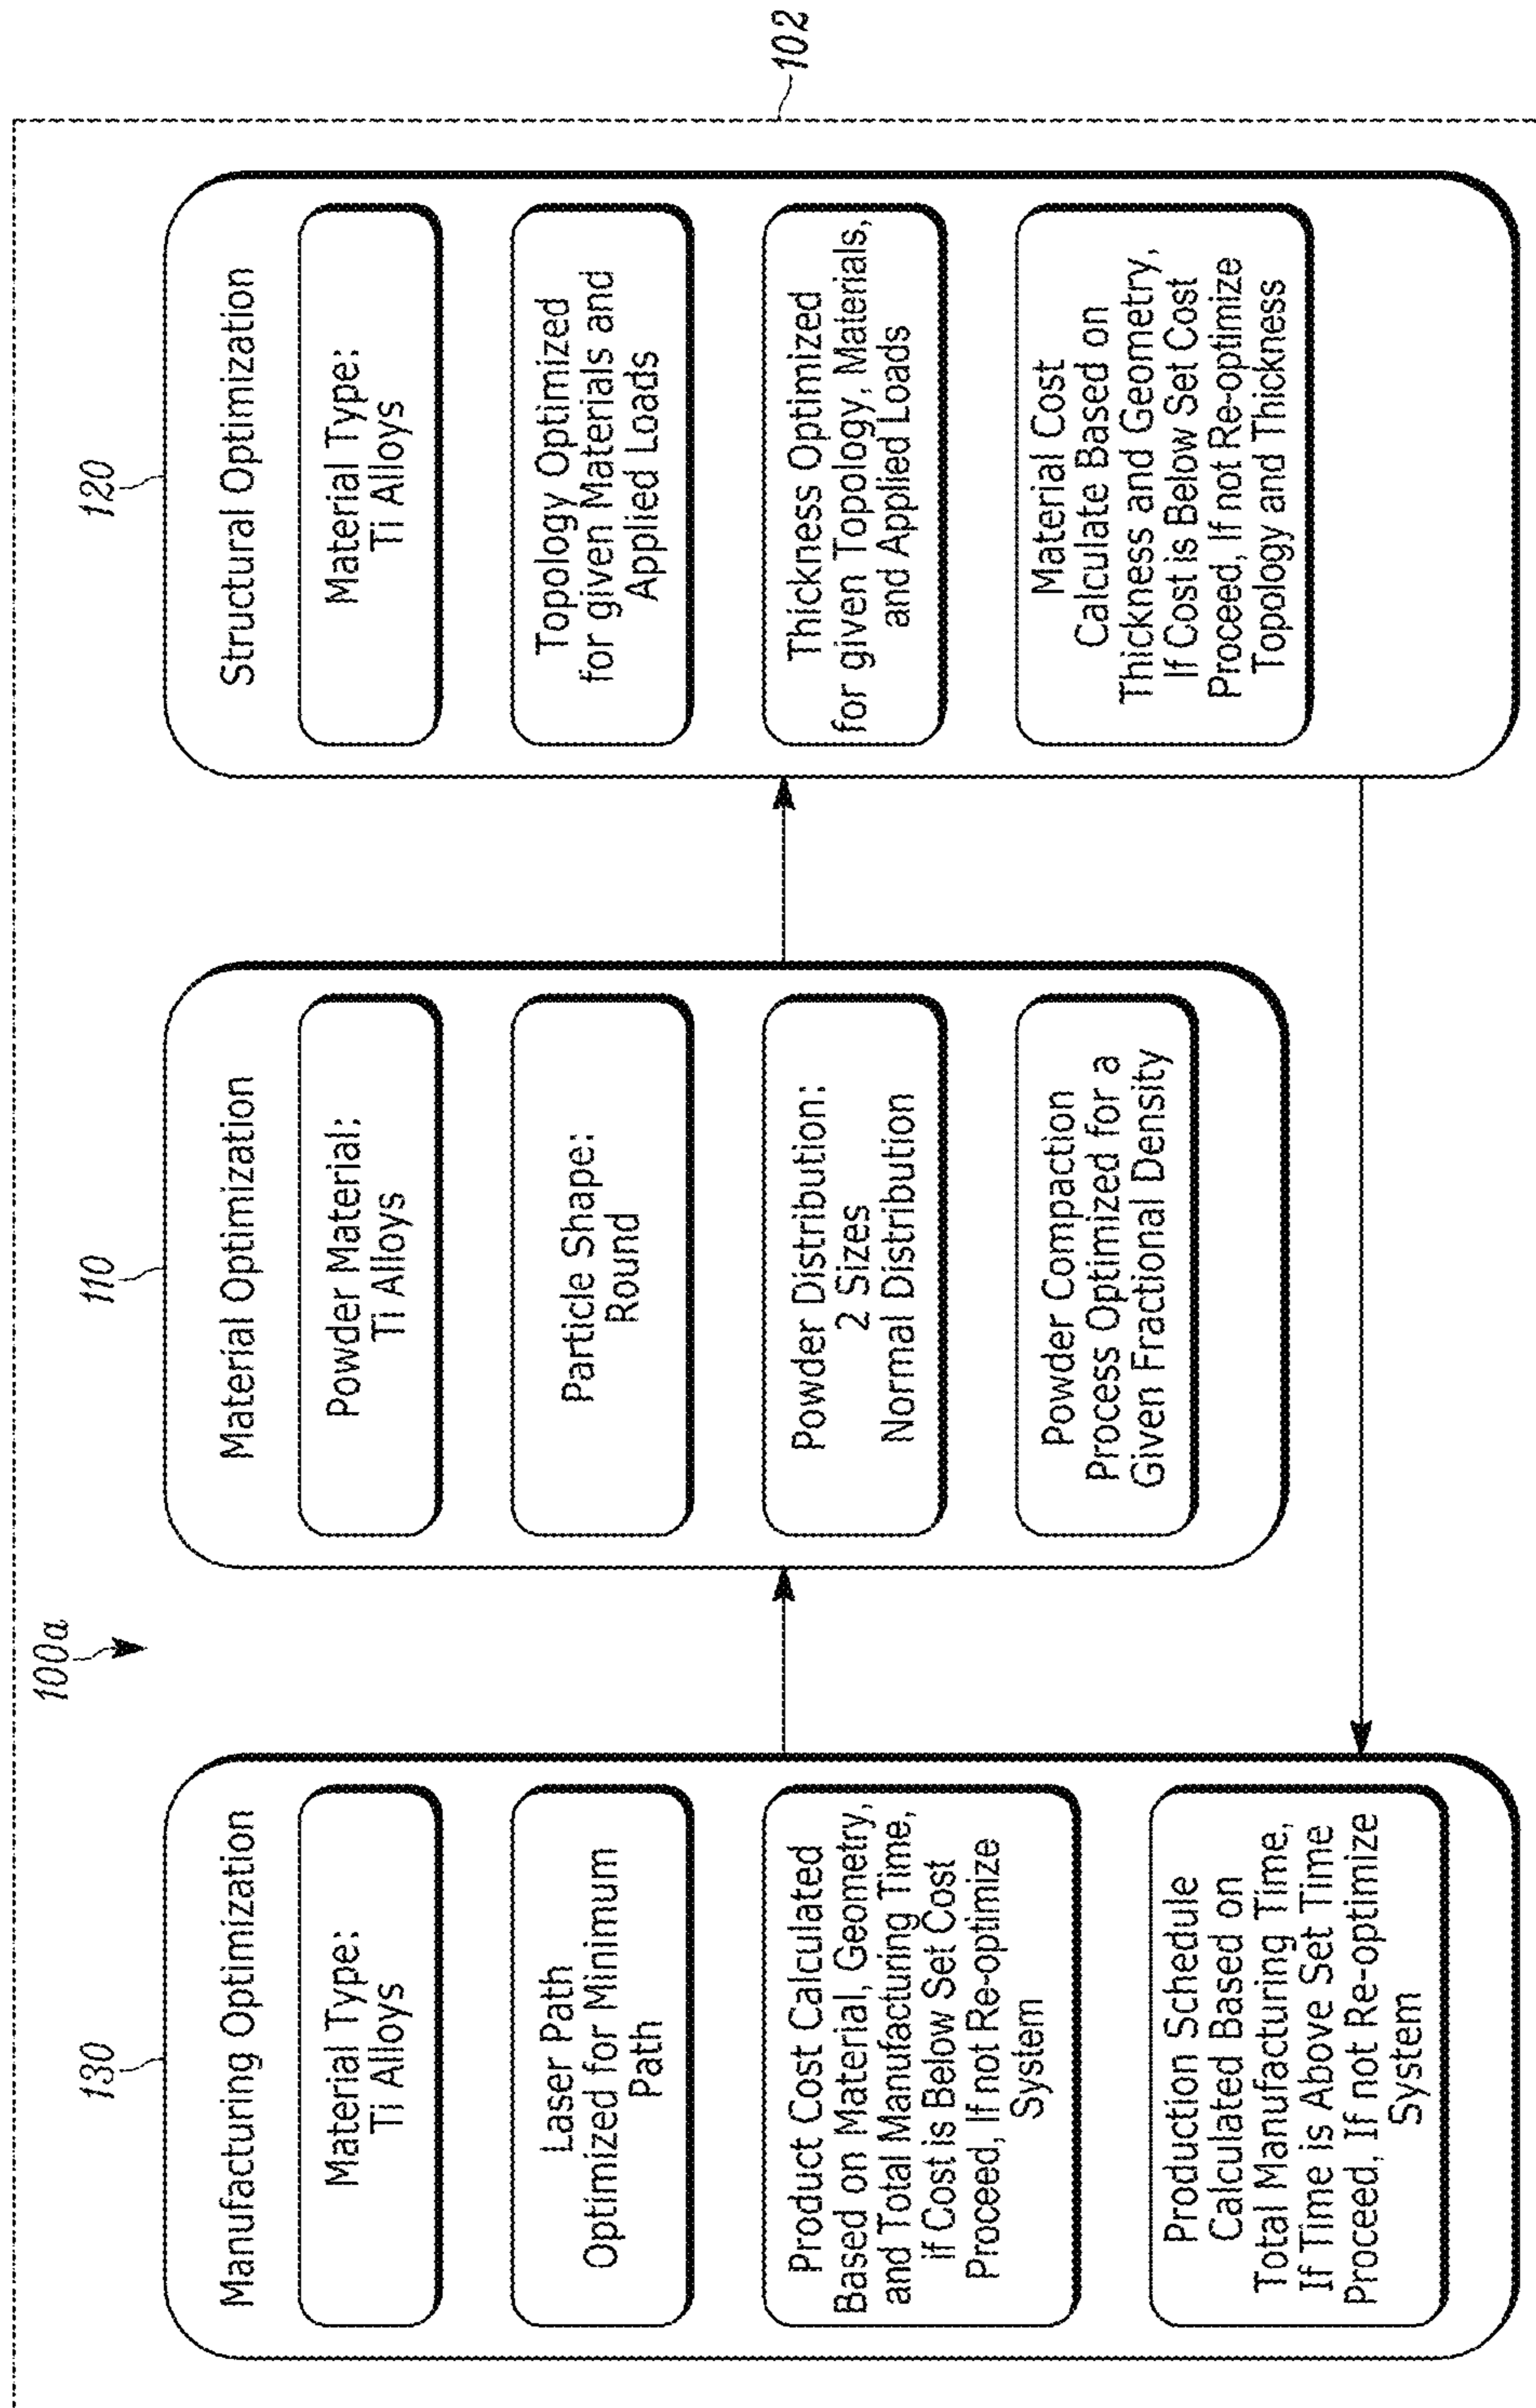 100a
102
130
Manufacturing Optimization
Material Type:
Ti Alloys
Laser Path
Optimized for Minimum
Path
Product Cost Calculated
Based on Material, Geometry,
and Total Manufacturing Time,
if Cost is Below Set Cost
Proceed, If not Re-optimize
System
Production Schedule
Calculated Based on
Total Manufacturing Time,
If Time is Above Set Time
Proceed, If not Re-optimize
System
110
Material Optimization
Powder Material:
Ti Alloys
Particle Shape:
Round
Powder Distribution:
2 Sizes
Normal Distribution
Powder Compaction
Process Optimized for a
Given Fractional Density
120
Structural Optimization
Material Type:
Ti Alloys
Topology Optimized
for given Materials and
Applied Loads
Thickness Optimized
for given Topology, Materials,
and Applied Loads
Material Cost
Calculate Based on
Thickness and Geometry,
If Cost is Below Set Cost
Proceed, If not Re-optimize
Topology and Thickness